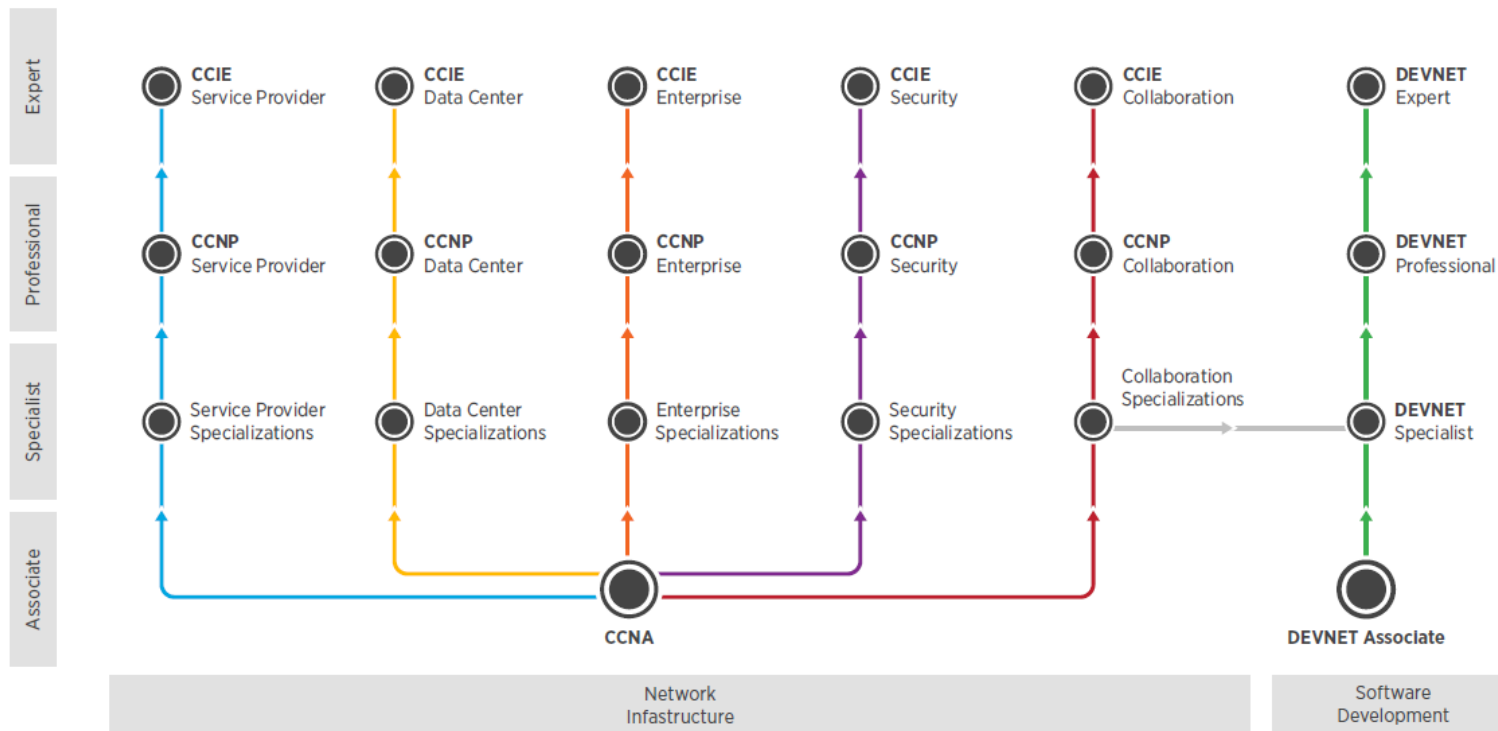 Expert
CCIE
Service Provider
CCIE
Data Center
CCIE
Enterprise
CCIE
Security
CCIE
Collaboration
DEVNET
Expert
Professional
CCNP
Service Provider
CCNP
Data Center
CCNP
Enterprise
CCNP
Security
CCNP
Collaboration
DEVNET
Professional
Specialist
Service Provider
Specializations
Data Center
Specializations
Enterprise
Specializations
Security
Specializations
Collaboration
Specializations
DEVNET
Specialist
Associate
CCNA
DEVNET Associate
Network
Infastructure
Software
Development